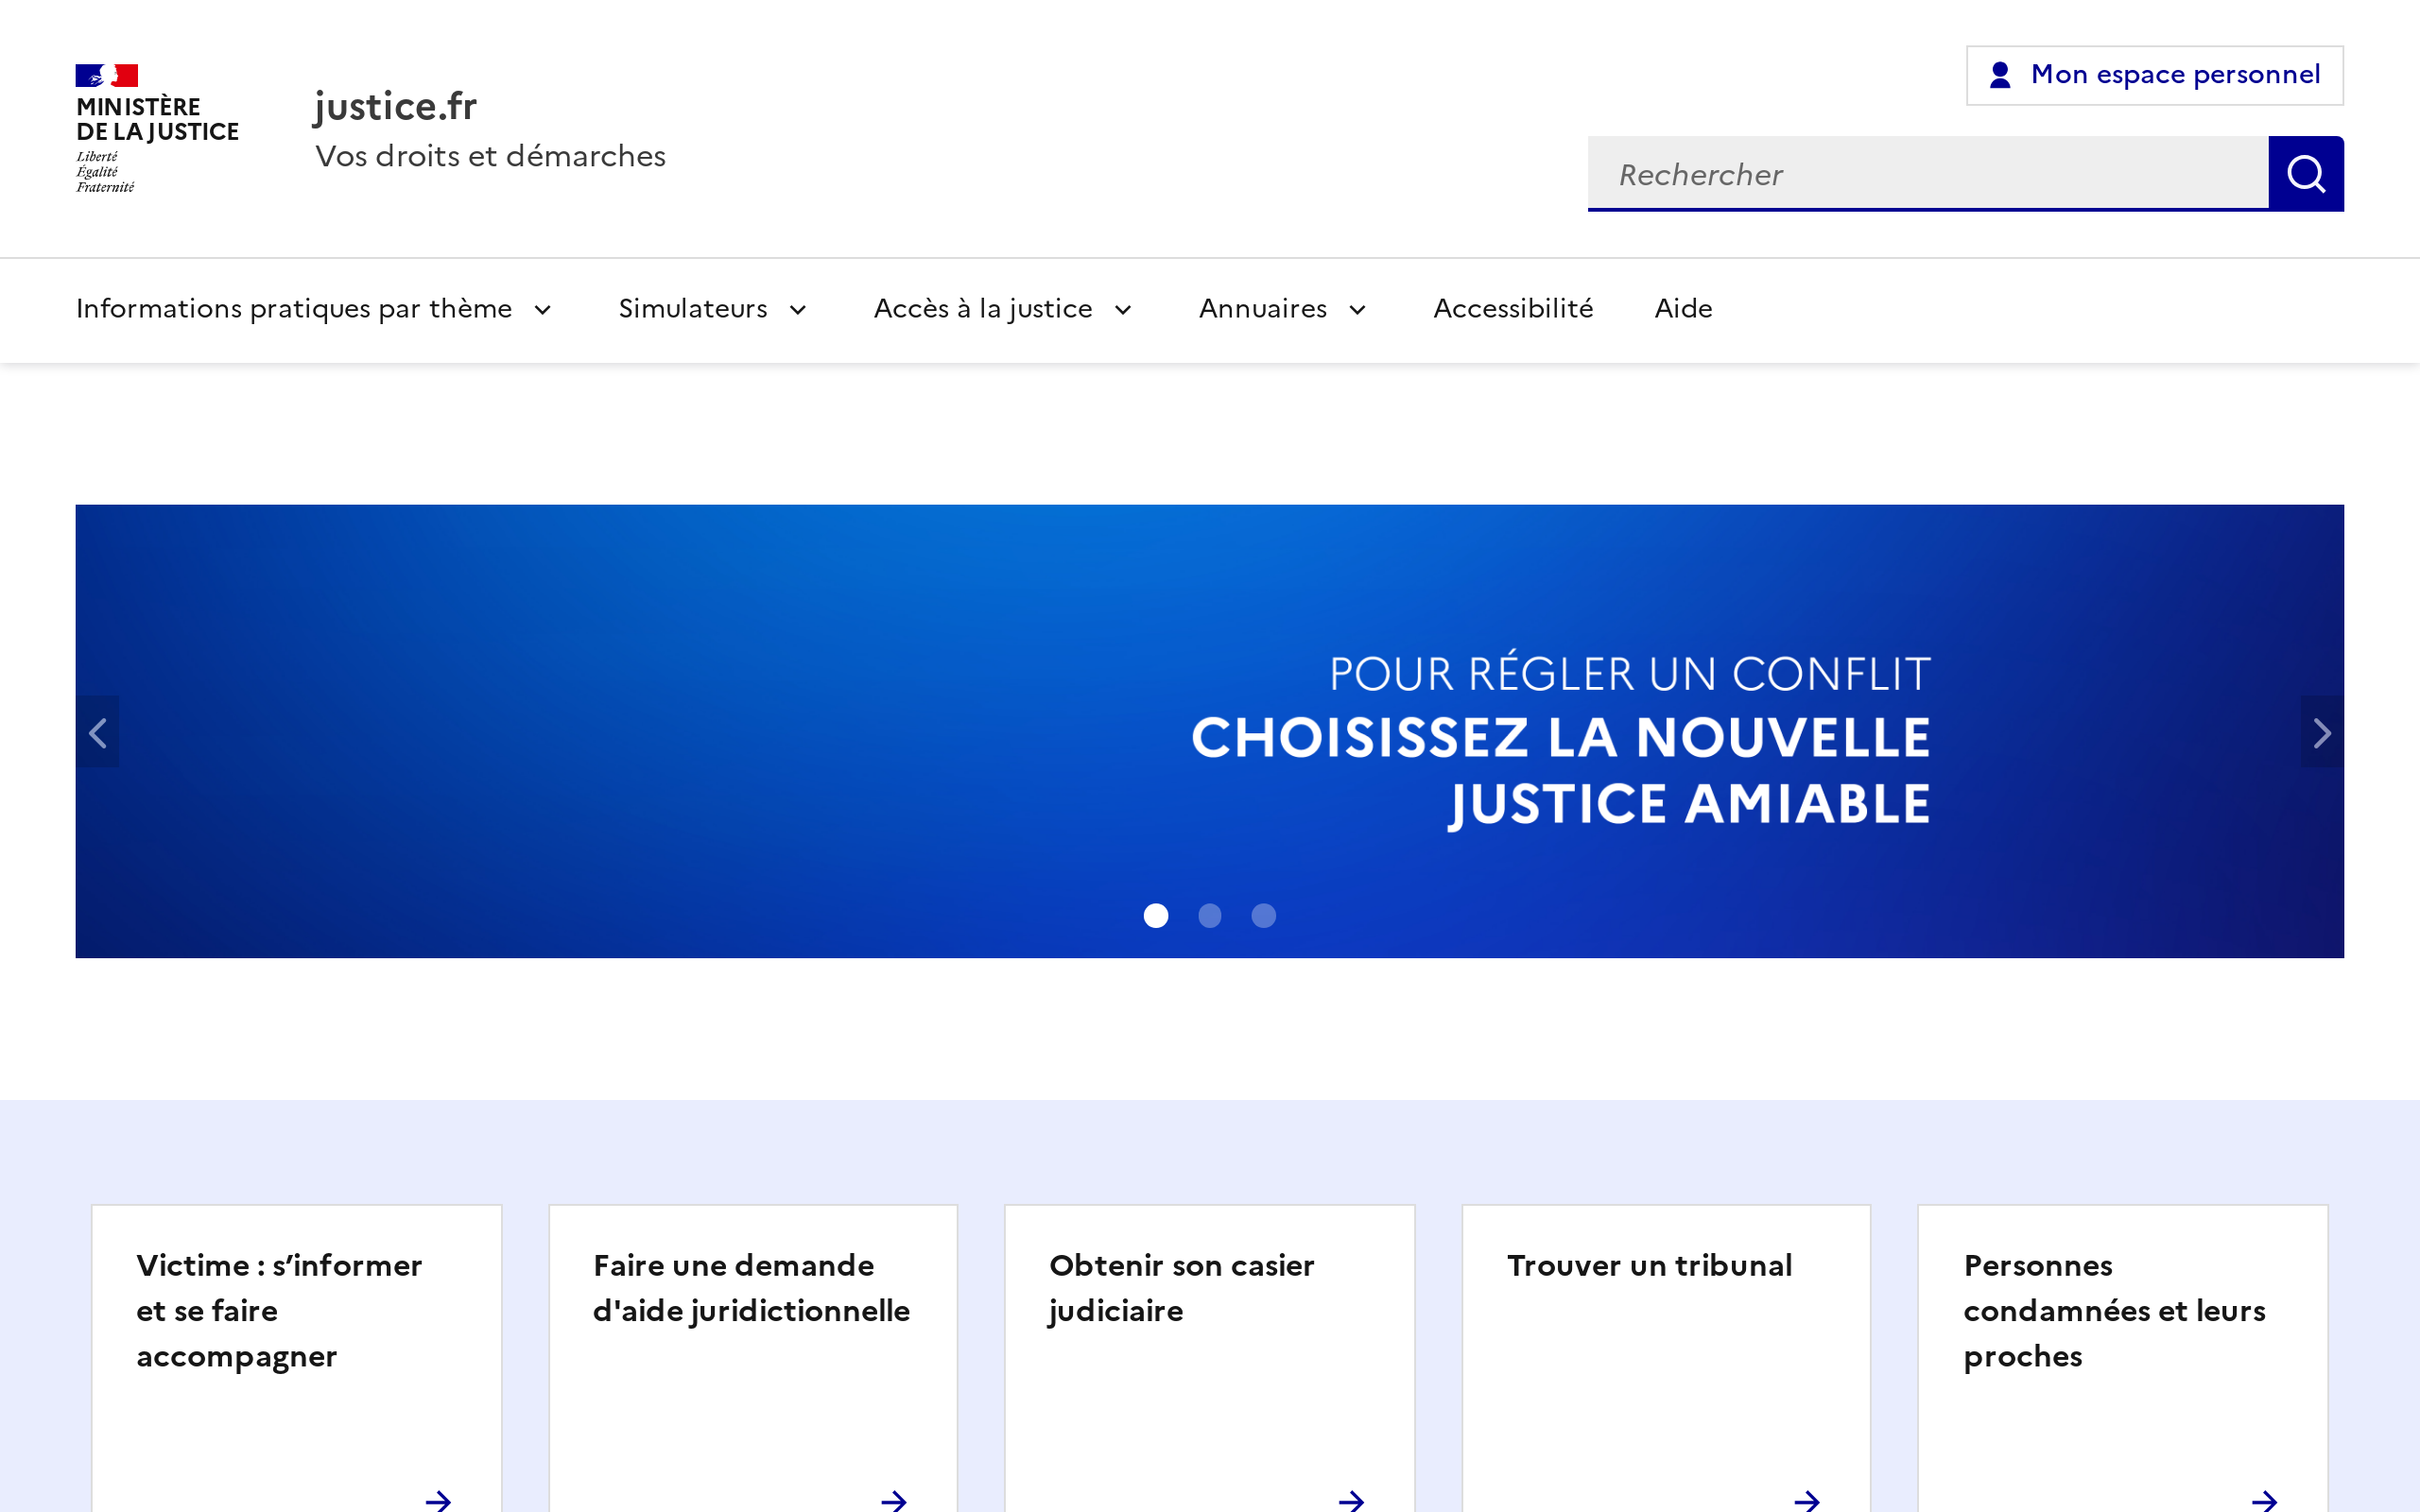 MINISTÈRE
DE LA JUSTICE
Liberté
Égalité
Fraternité
justice.fr
Vos droits et démarches
Mon espace personnel
Rechercher
Informations pratiques par thème
Simulateurs
Accès à la justice
Annuaires
Accessibilité
Aide
POUR RÉGLER UN CONFLIT
CHOISISSEZ LA NOUVELLE
JUSTICE AMIABLE
Victime : s’informer
et se faire
accompagner
Faire une demande
d'aide juridictionnelle
Obtenir son casier
judiciaire
Trouver un tribunal
Personnes
condamnées et leurs
proches